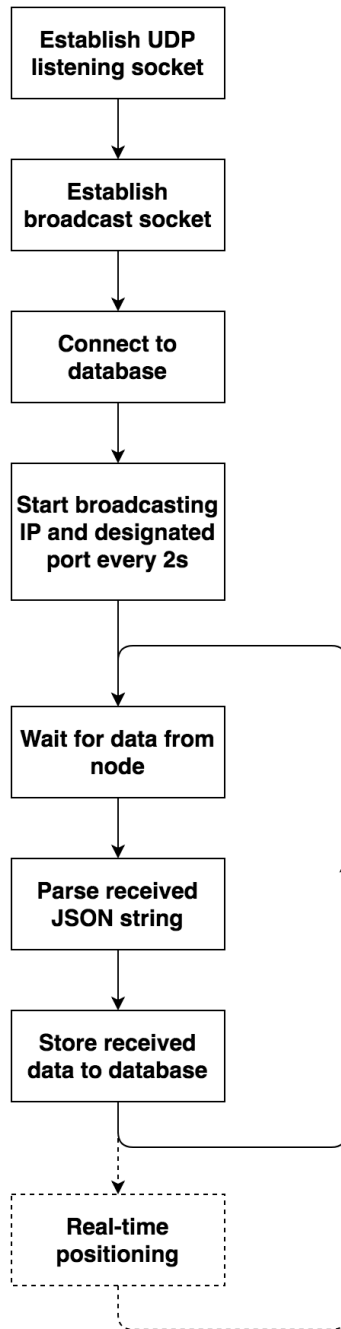 Establish UDP
listening socket
Establish
broadcast socket
Connect to
database
Start broadcasting
IP and designated
port every 2s
Wait for data from
node
Parse received
JSON string
Store received
data to database
Real-time
positioning